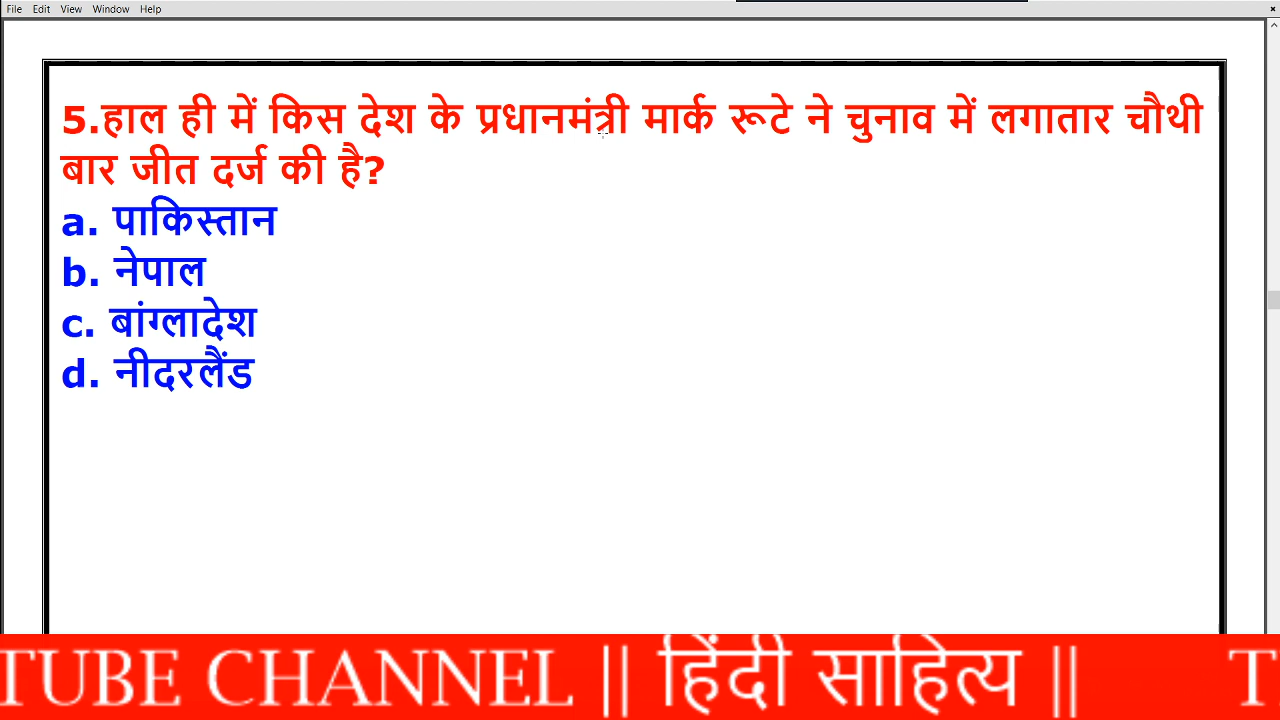 File Edit View Window Help
5.हाल ही में किस देश के प्रधानमंत्री मार्क रूटे ने चुनाव में लगातार चौथी
बार जीत दर्ज की है?
a. पाकिस्तान
b. नेपाल
c. बांग्लादेश
d. नीदरलैंड
TUBE CHANNEL || हिंदी साहित्य || T